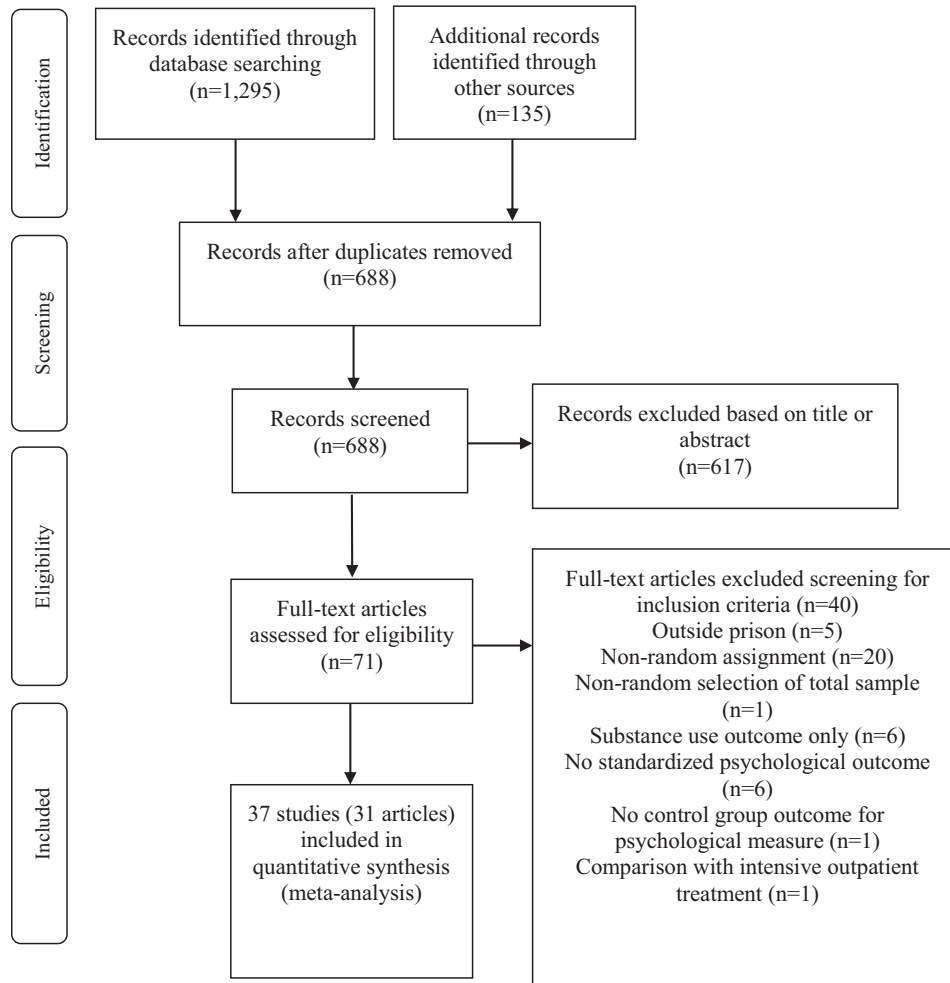 Identification
Records identified through
database searching
(n=1,295)
Additional records
identified through
other sources
(n=135)
Screening
Records after duplicates removed
(n=688)
Records screened
(n=688)
Records excluded based on title or
abstract
(n=617)
Eligibility
Full-text articles
assessed for eligibility
(n=71)
Full-text articles excluded screening for
inclusion criteria (n=40)
Outside prison (n=5)
Non-random assignment (n=20)
Non-random selection of total sample
(n=1)
Substance use outcome only (n=6)
No standardized psychological outcome
(n=6)
No control group outcome for
psychological measure (n=1)
Comparison with intensive outpatient
treatment (n=1)
Included
37 studies (31 articles)
included in
quantitative synthesis
(meta-analysis)